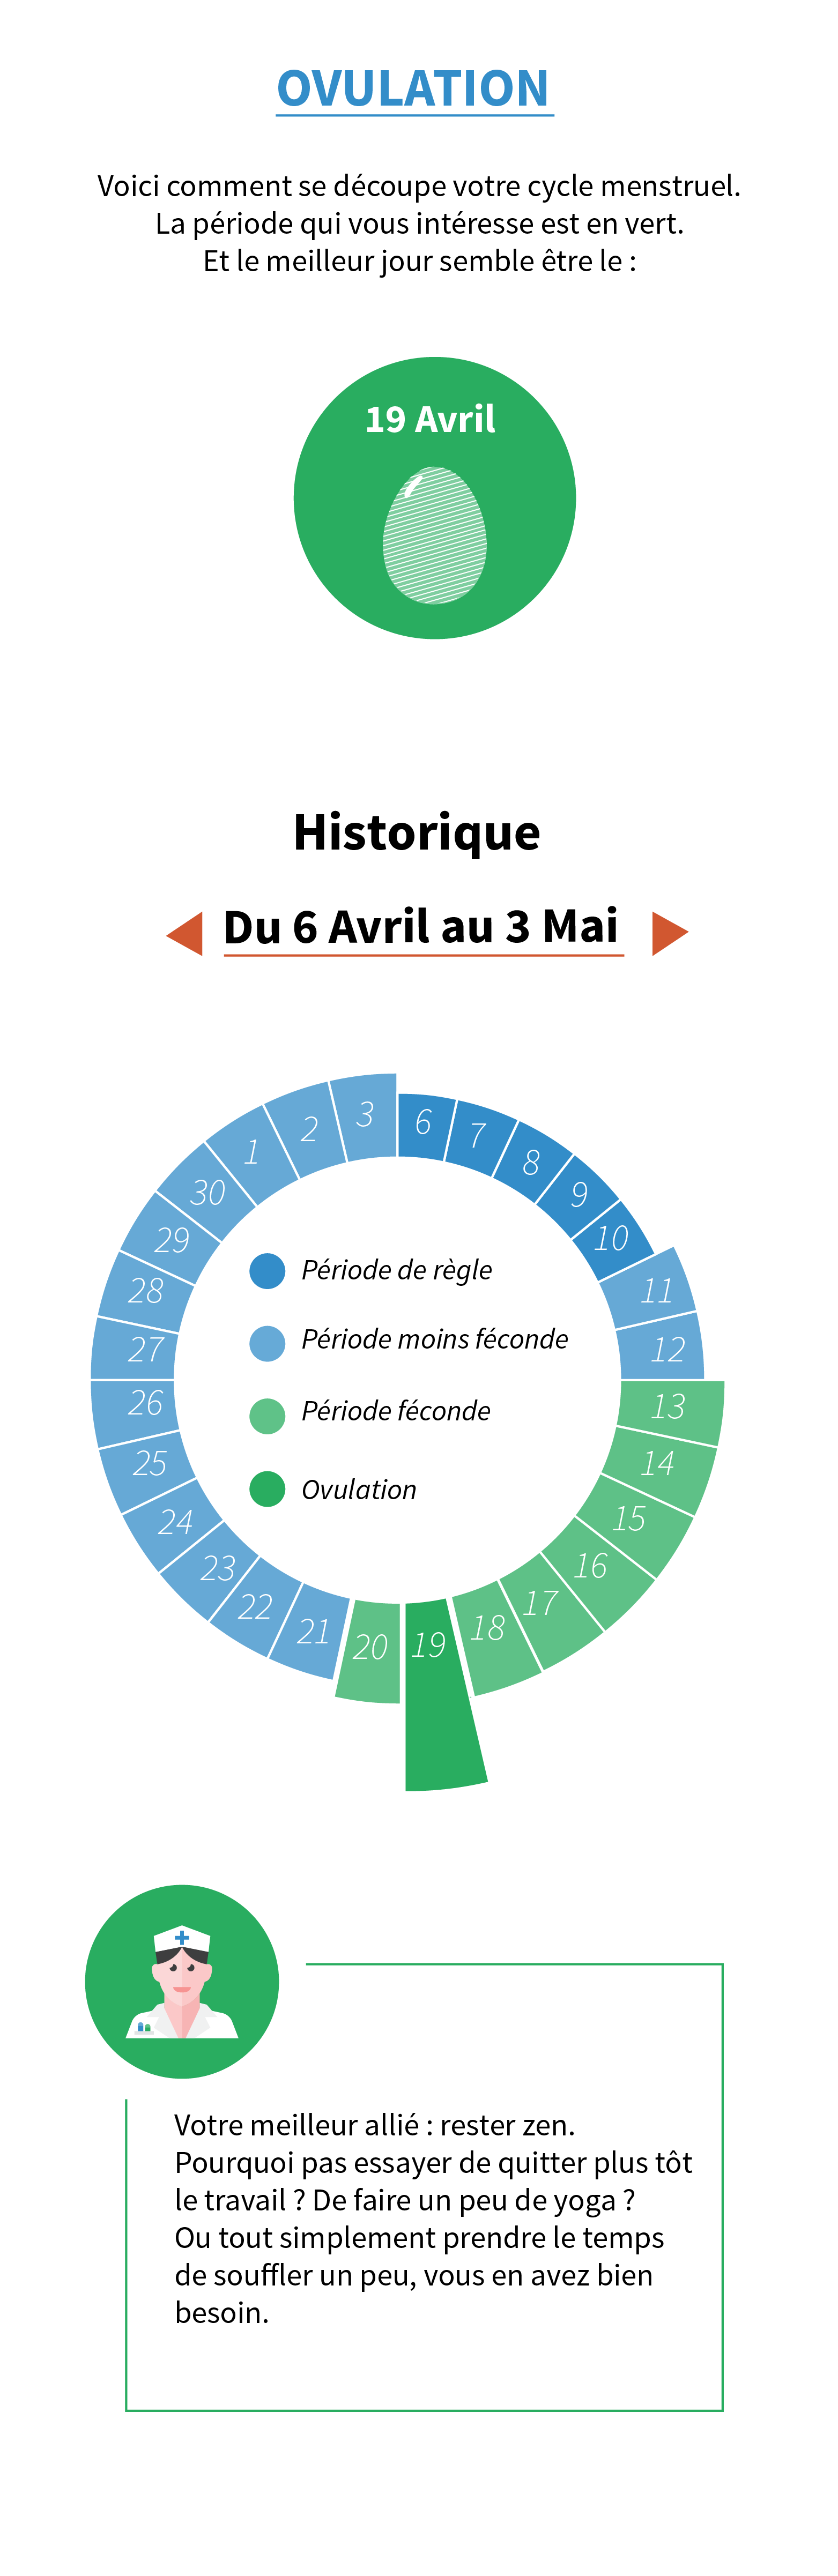 OVULATION
Voici comment se découpe votre cycle menstruel.
La période qui vous intéresse est en vert.
Et le meilleur jour semble être le :
19 Avril
Historique
Du 6 Avril au 3 Mai
6
7
8
9
10
11
12
13
14
15
16
17
18
19
20
21
22
23
24
25
26
27
28
29
30
1
2
3
Période de règle
Période moins féconde
Période féconde
Ovulation
Votre meilleur allié : rester zen.
Pourquoi pas essayer de quitter plus tôt
le travail ? De faire un peu de yoga ?
Ou tout simplement prendre le temps
de souffler un peu, vous en avez bien
besoin.